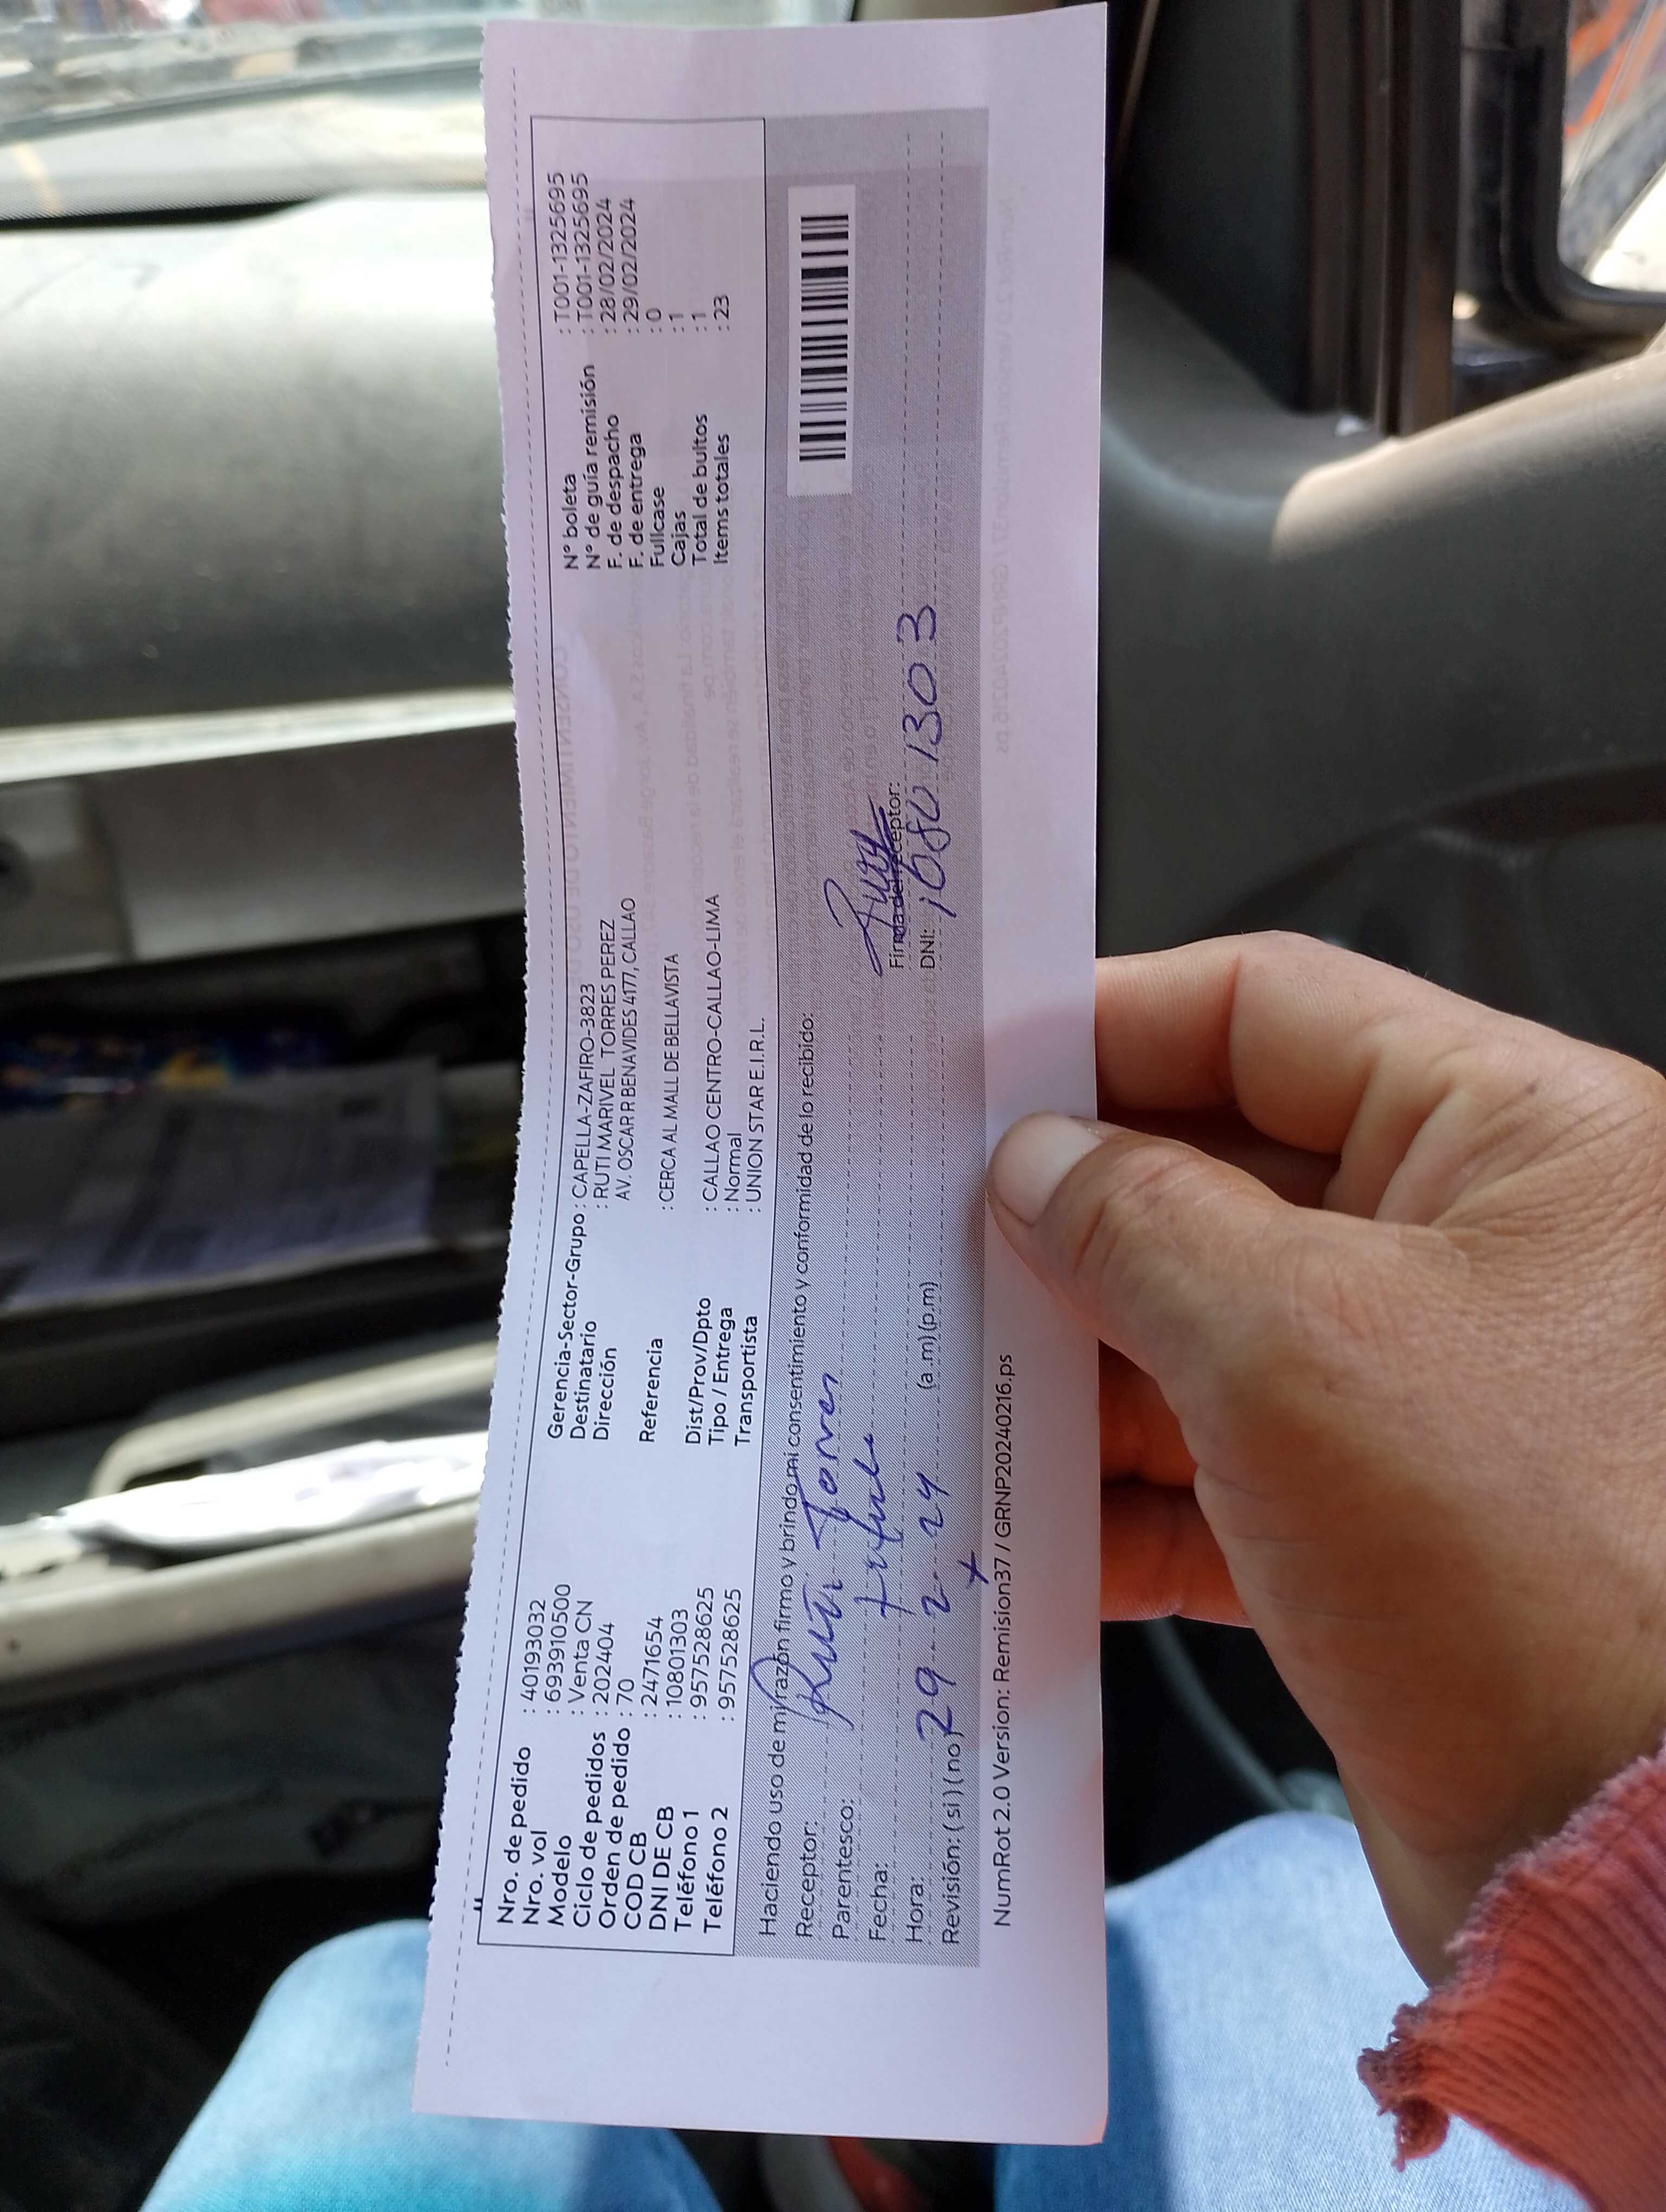 Nro. de pedido : 40193032
Nro. vol : 693910500
Modelo : Venta CN
Ciclo de pedidos : 202404
Orden de pedido : 70
COD CB : 2471654
DNI DE CB : 10801303
Teléfono 1 : 957528625
Teléfono 2 : 957528625
Gerencia-Sector-Grupo : CAPELLA-ZAFIRO-3823
Destinatario : RUTI MARIVEL TORRES PEREZ
Dirección AV. OSCAR R BENAVIDES 4177, CALLAO
Referencia : CERCA AL MALL DE BELLAVISTA
Dist/Prov/Dpto : CALLAO CENTRO-CALLAO-LIMA
Tipo / Entrega : Normal
Transportista : UNION STAR E.I.R.L.
N° boleta : T001-1325695
N° de guía remisión : T001-1325695
F. de despacho : 28/02/2024
F. de entrega : 29/02/2024
Fullcase : 0
Cajas : 1
Total de bultos : 1
Items totales : 23
Haciendo uso de mi razón firmo y brindo mi consentimiento y conformidad de lo recibido:
Receptor: Ruti Torres
Parentesco:
Fecha: 29 2 24
Hora: (a.m) (p.m)
Revisión: ( si ) ( no )
Firma del receptor:
DNI: 10801303
NumRot 2.0 Version: Remision37 / GRNP20240216.ps